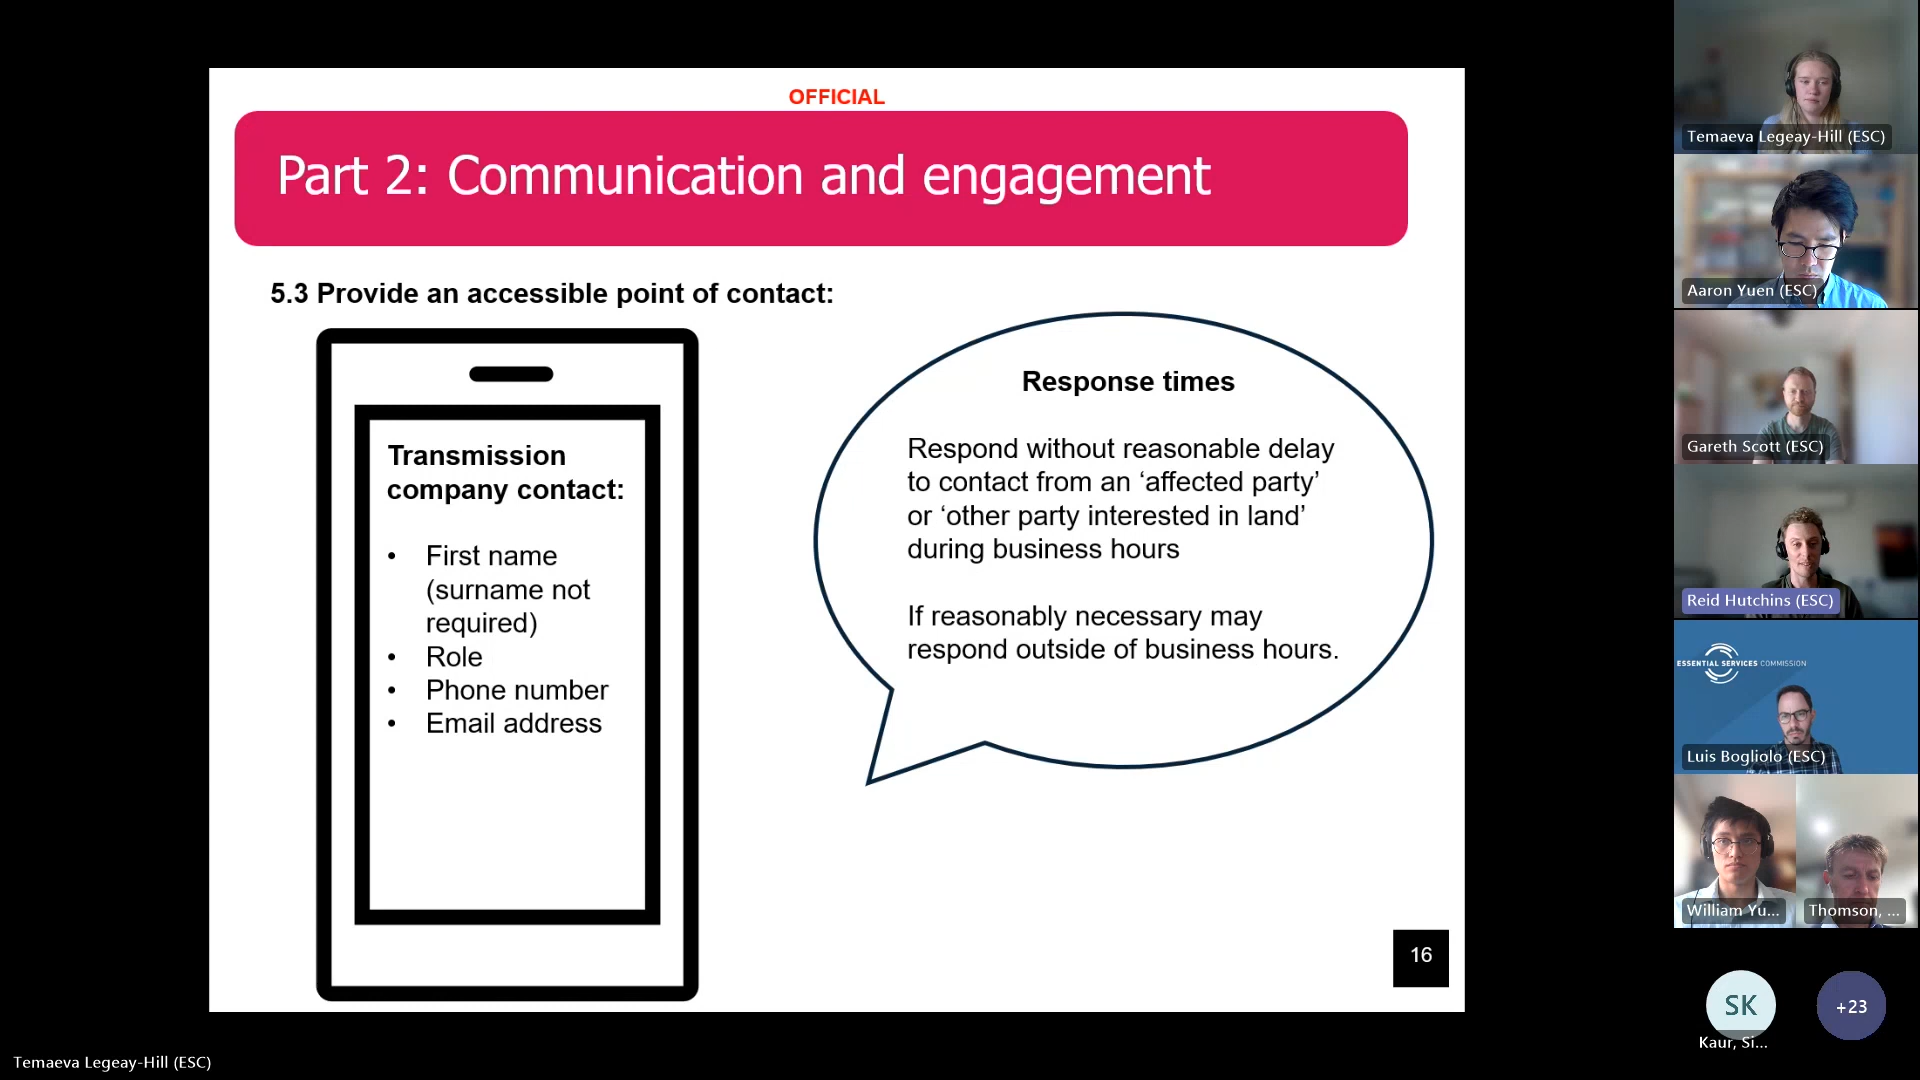 OFFICIAL
Part 2: Communication and engagement
5.3 Provide an accessible point of contact:
Transmission
company contact:
• First name
(surname not
required)
• Role
• Phone number
• Email address
Response times
Respond without reasonable delay
to contact from an ‘affected party’
or ‘other party interested in land’
during business hours
If reasonably necessary may
respond outside of business hours.
16
Temaeva Legeay-Hill (ESC)
Aaron Yuen (ESC)
Gareth Scott (ESC)
Reid Hutchins (ESC)
ESSENTIAL SERVICES COMMISSION
Luis Bogliolo (ESC)
William Yu...
Thomson, ...
SK
+23
Kaur, Si...
Temaeva Legeay-Hill (ESC)